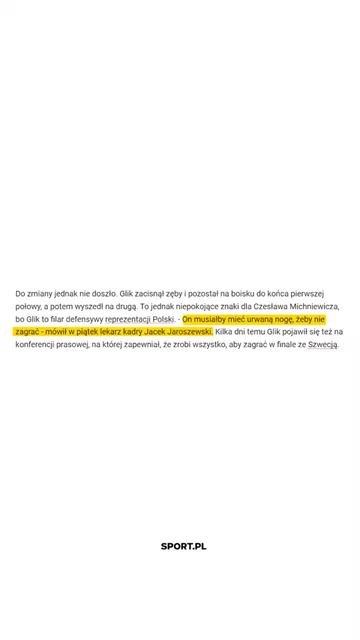 Do zmiany jednak nie doszło. Glik zacisnął zęby i pozostał na boisku do końca pierwszej
połowy, a potem wyszedł na drugą. To jednak niepokojące znaki dla Czesława Michniewicza,
bo Glik to filar defensywy reprezentacji Polski. - On musiałby mieć urwaną nogę, żeby nie
zagrać - mówił w piątek lekarz kadry Jacek Jaroszewski. Kilka dni temu Glik pojawił się też na
konferencji prasowej, na której zapewniał, że zrobi wszystko, aby zagrać w finale ze Szwecją.
SPORT.PL